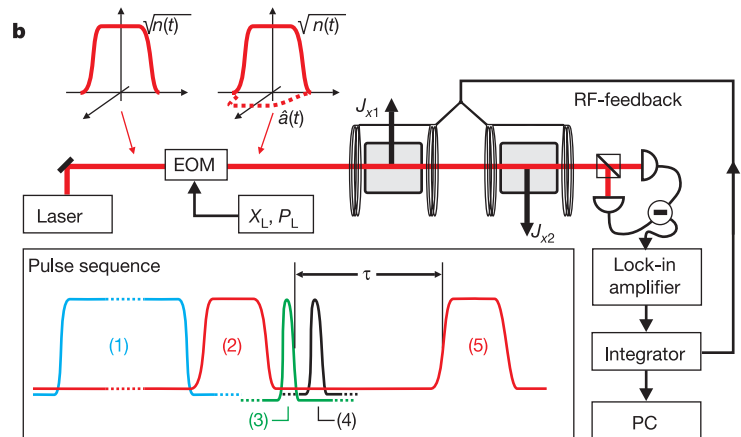 b
√n(t)
√n(t)
â(t)
J_x1
RF-feedback
EOM
Laser
X_L, P_L
J_x2
–
Lock-in
amplifier
Integrator
PC
Pulse sequence
τ
(1)
(2)
(5)
(3)
(4)